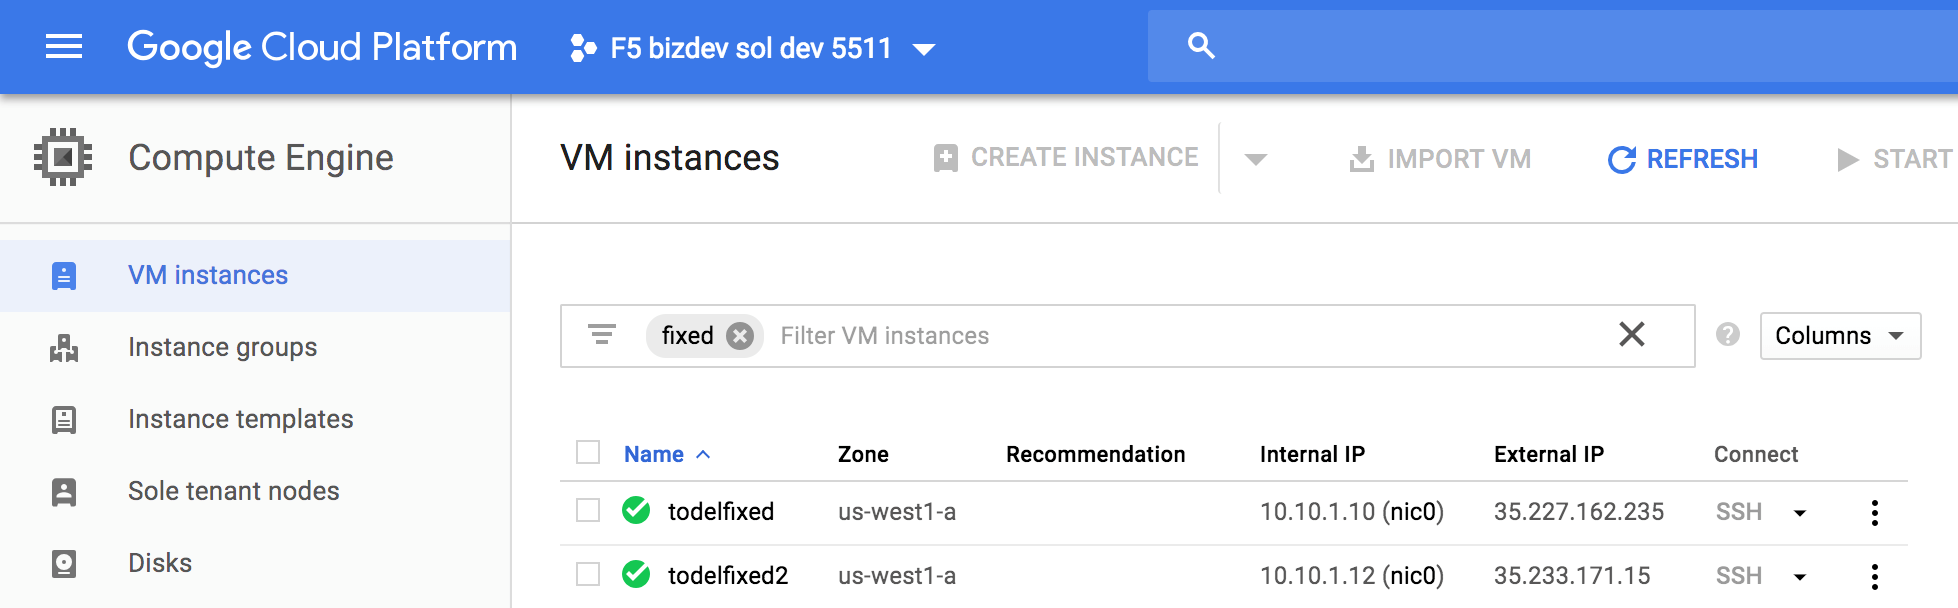 Google Cloud Platform F5 bizdev sol dev 5511
Compute Engine
VM instances CREATE INSTANCE IMPORT VM REFRESH START
VM instances
Instance groups
Instance templates
Sole tenant nodes
Disks
fixed Filter VM instances Columns
Name Zone Recommendation Internal IP External IP Connect
todelfixed us-west1-a 10.10.1.10 (nic0) 35.227.162.235 SSH
todelfixed2 us-west1-a 10.10.1.12 (nic0) 35.233.171.15 SSH